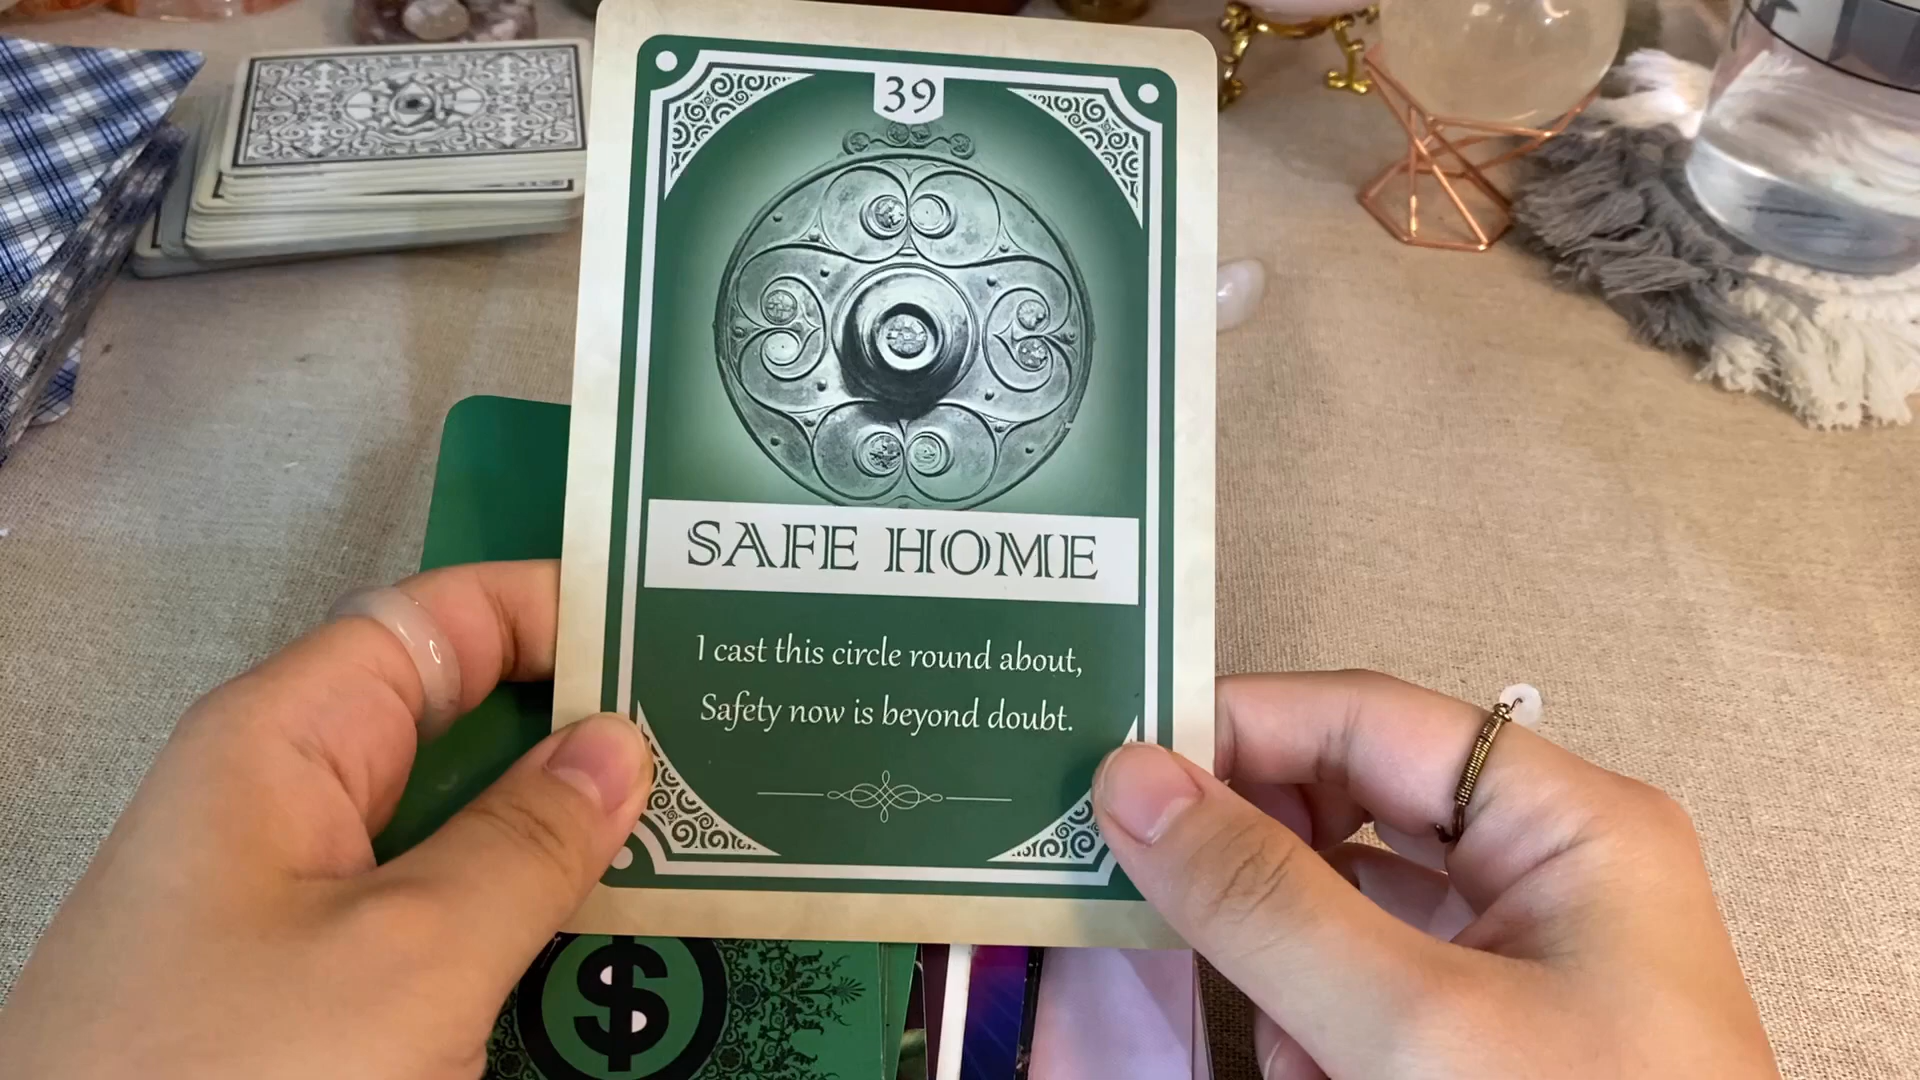 39
SAFE HOME
I cast this circle round about,
Safety now is beyond doubt.
$